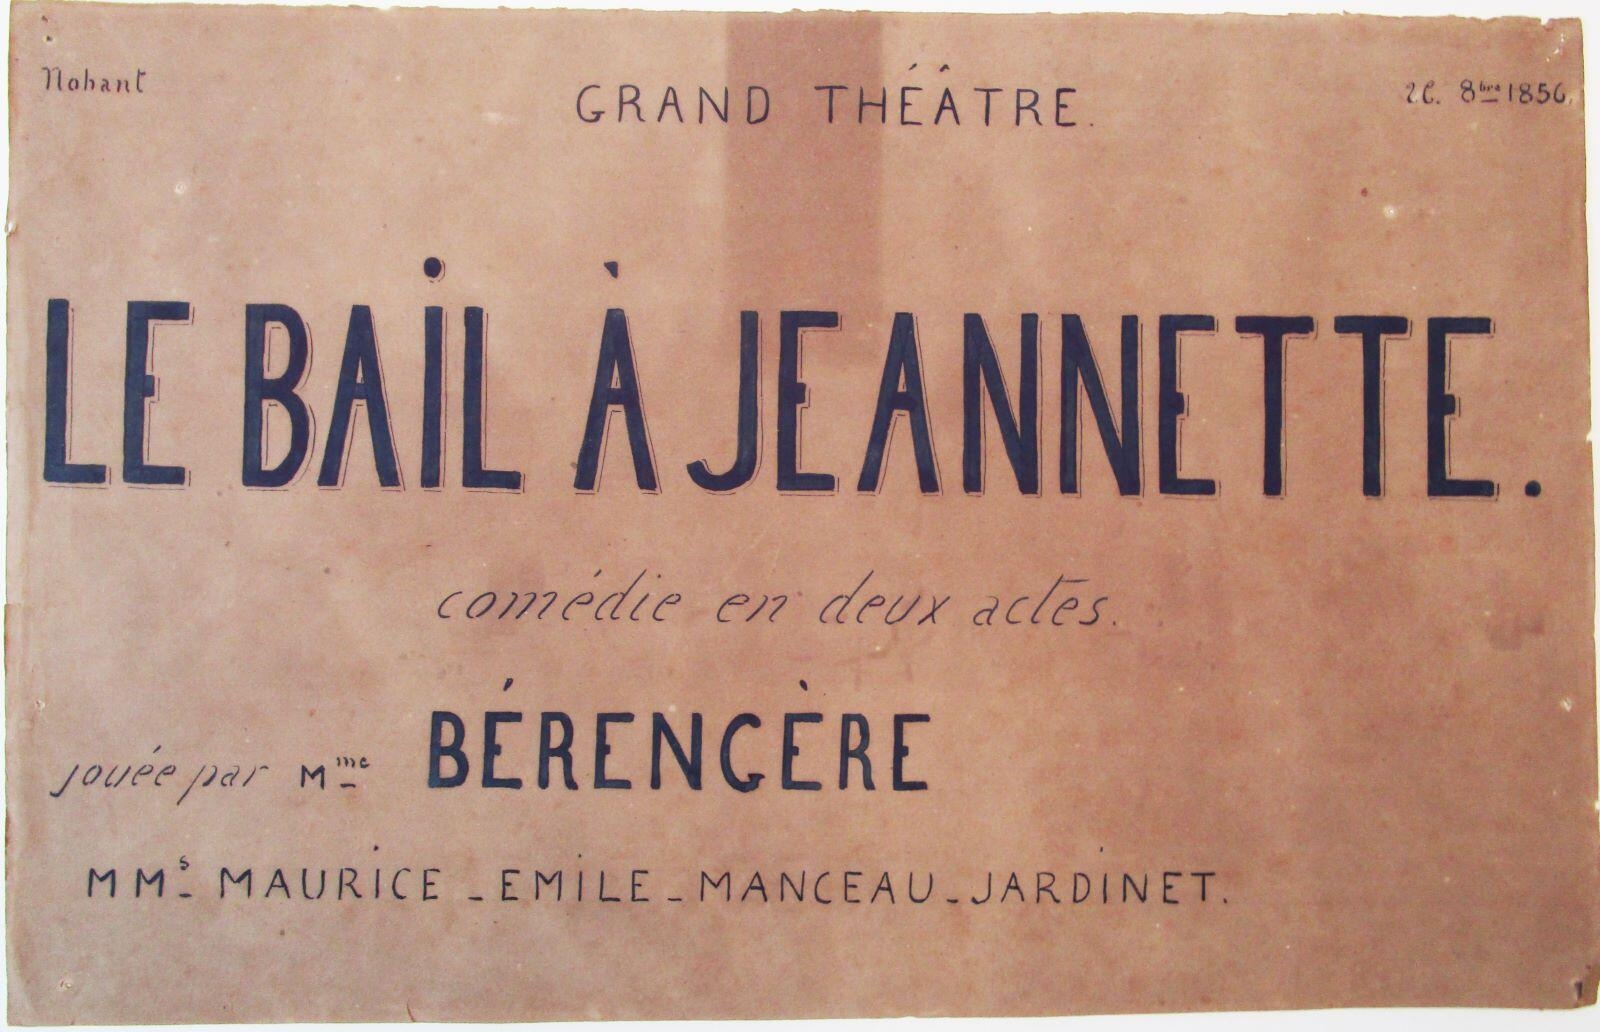 Nohant
GRAND THÉÂTRE.
26. 8bre 1856.
LE BAIL À JEANNETTE.
comédie en deux actes.
jouée par Mme BÉRENGÈRE
MMs MAURICE - EMILE - MANCEAU - JARDINET.